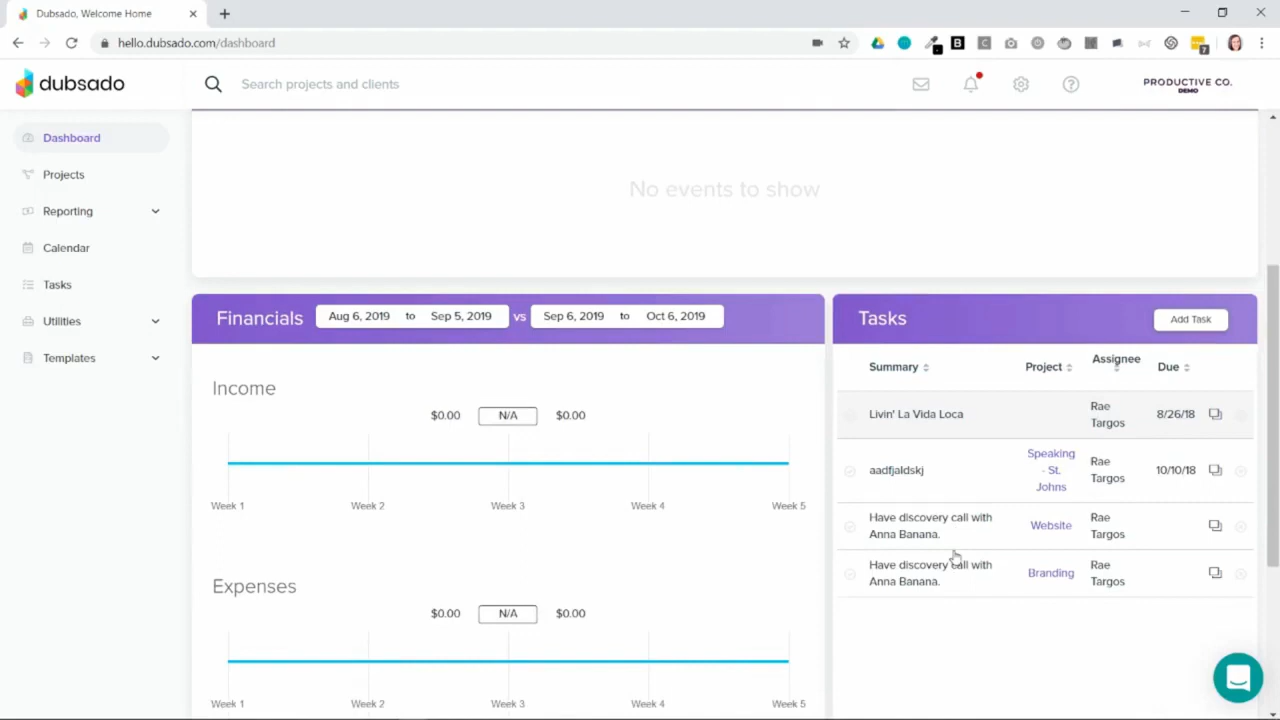 Dubsado, Welcome Home
hello.dubsado.com/dashboard
7
dubsado
Search projects and clients
PRODUCTIVE CO.
DEMO
Dashboard
Projects
Reporting
Calendar
Tasks
Utilities
Templates
No events to show
Financials Aug 6, 2019 to Sep 5, 2019 vs Sep 6, 2019 to Oct 6, 2019
Income
$0.00 N/A $0.00
Week 1 Week 2 Week 3 Week 4 Week 5
Expenses
$0.00 N/A $0.00
Week 1 Week 2 Week 3 Week 4 Week 5
Tasks Add Task
Summary Project Assignee Due
Livin' La Vida Loca Rae
Targos 8/26/18
aadfjaldskj Speaking
- St.
Johns Rae
Targos 10/10/18
Have discovery call with
Anna Banana. Website Rae
Targos
Have discovery call with
Anna Banana. Branding Rae
Targos